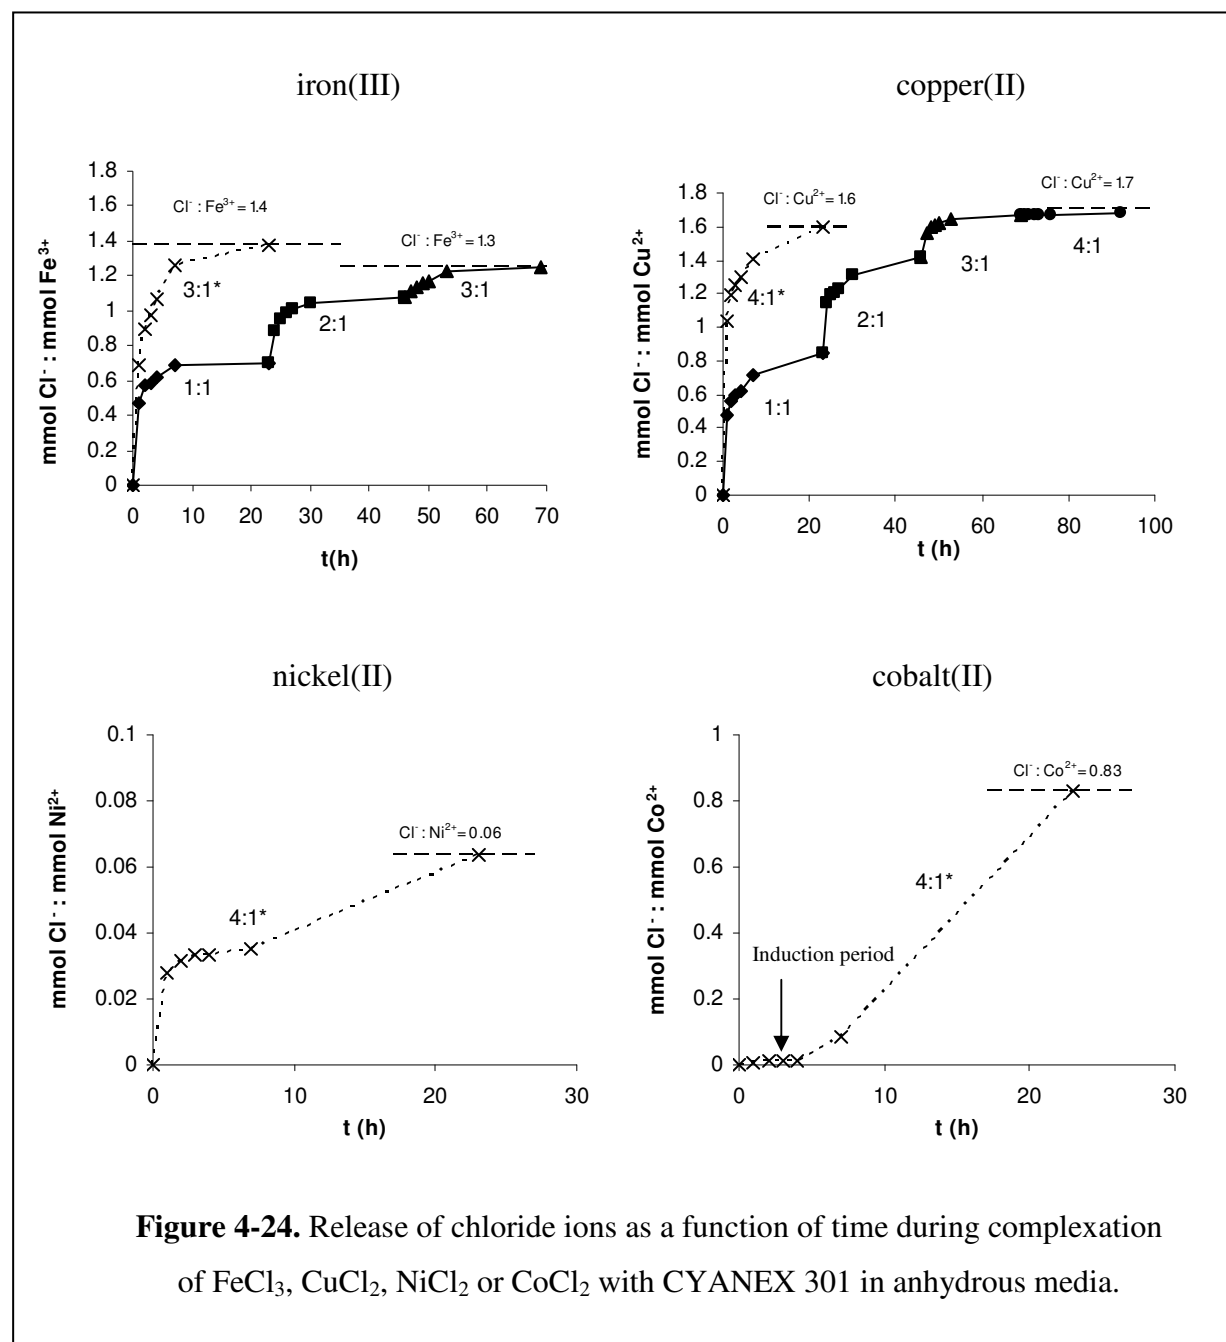 iron(III)
copper(II)
mmol Cl⁻ : mmol Fe³⁺
1.8
1.6
1.4
1.2
1
0.8
0.6
0.4
0.2
0
Cl⁻ : Fe³⁺ = 1.4
Cl⁻ : Fe³⁺ = 1.3
3:1*
3:1
2:1
1:1
0 10 20 30 40 50 60 70
t(h)
mmol Cl⁻ : mmol Cu²⁺
1.8
1.6
1.4
1.2
1
0.8
0.6
0.4
0.2
0
Cl⁻ : Cu²⁺ = 1.6
Cl⁻ : Cu²⁺ = 1.7
4:1*
4:1
3:1
2:1
1:1
0 20 40 60 80 100
t (h)
nickel(II)
cobalt(II)
mmol Cl⁻ : mmol Ni²⁺
0.1
0.08
0.06
0.04
0.02
0
Cl⁻ : Ni²⁺ = 0.06
4:1*
0 10 20 30
t (h)
mmol Cl⁻ : mmol Co²⁺
1
0.8
0.6
0.4
0.2
0
Cl⁻ : Co²⁺ = 0.83
4:1*
Induction period
0 10 20 30
t (h)
Figure 4-24. Release of chloride ions as a function of time during complexation
of FeCl₃, CuCl₂, NiCl₂ or CoCl₂ with CYANEX 301 in anhydrous media.